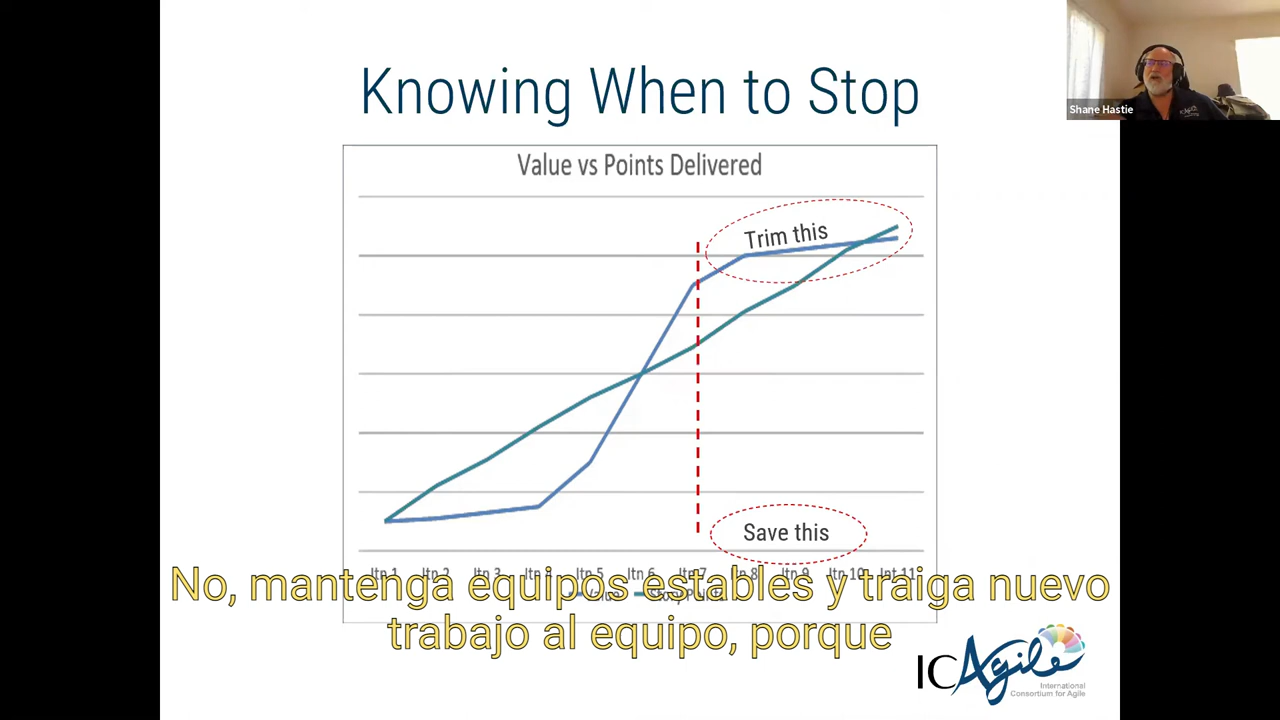 Knowing When to Stop
Shane Hastie
Value vs Points Delivered
Trim this
Save this
Itn 1 Itn 2 Itn 3 Itn 4 Itn 5 Itn 6 Itn 7 Itn 8 Itn 9 Itn 10 Int 11
Value
No, mantenga equipos estables y traiga nuevo
trabajo al equipo, porque
ICAgile
International
Consortium for Agile